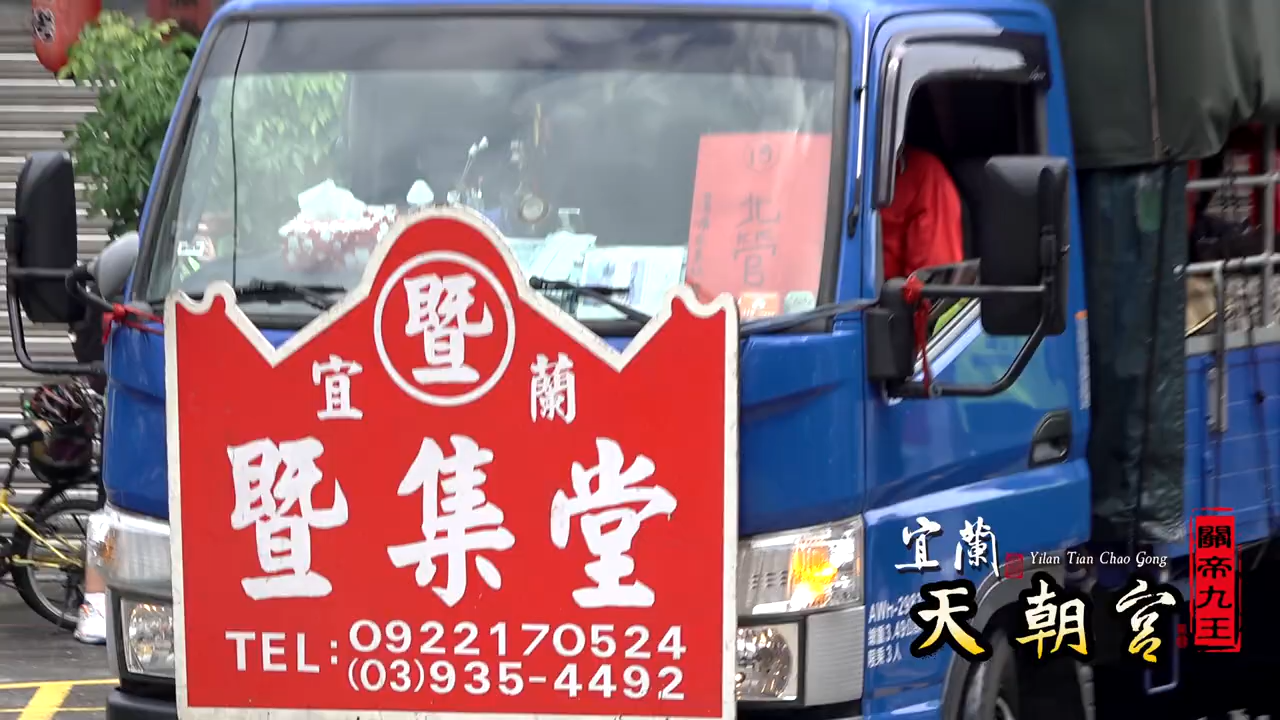 ⑲
北管
暨
宜蘭
暨集堂
TEL:0922170524
(03)935-4492
宜蘭
Yilan Tian Chao Gong
天朝宮
關帝九王